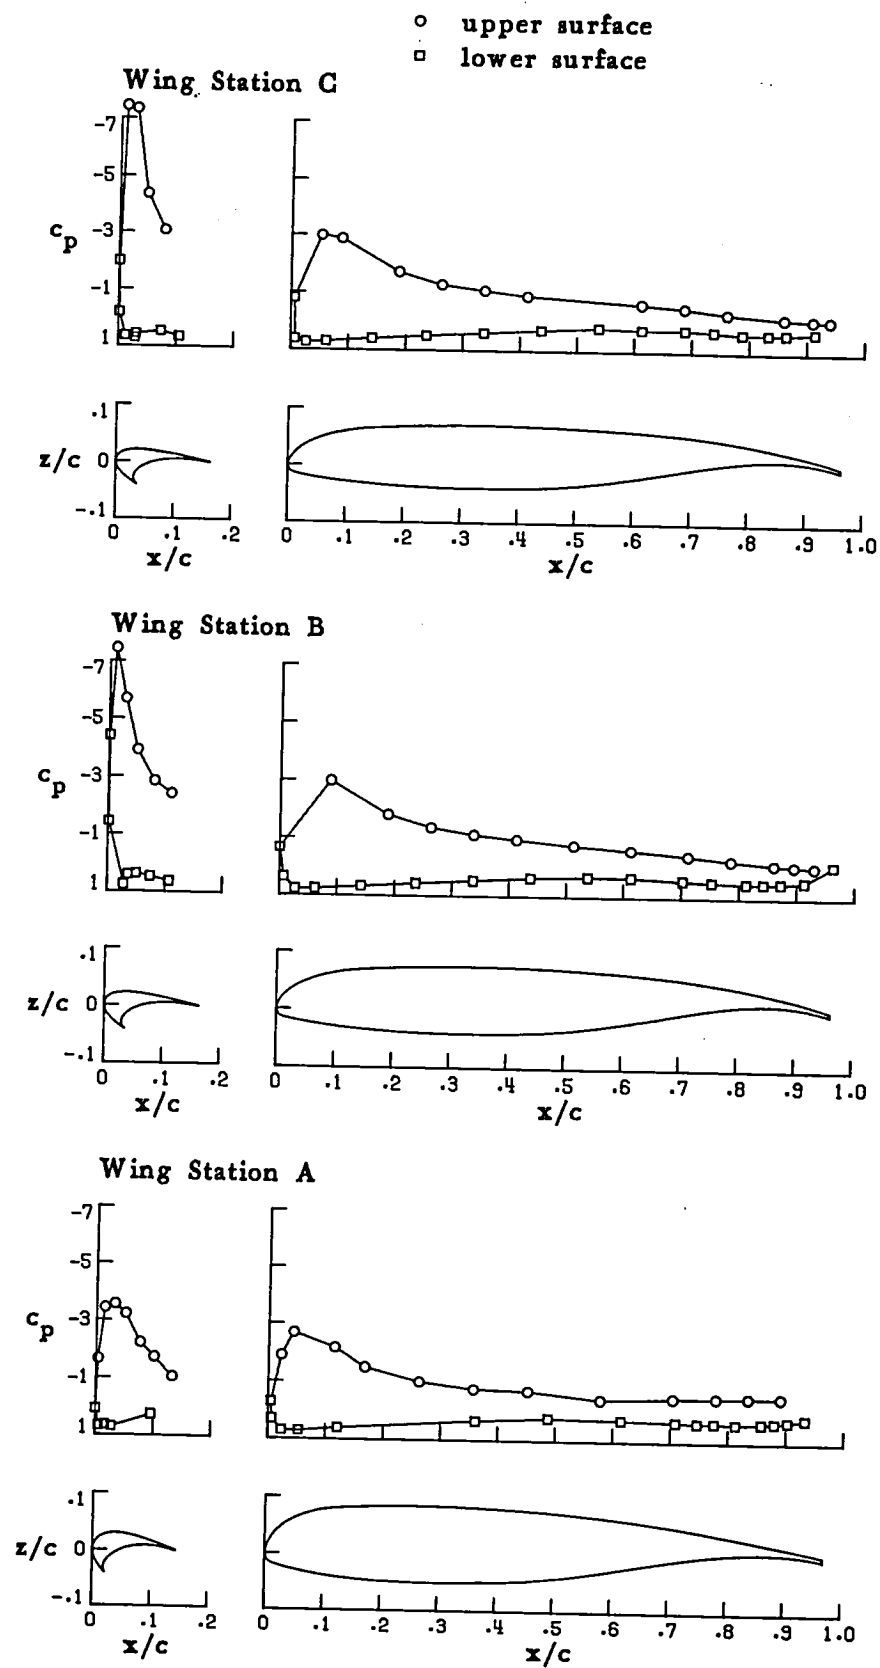 upper surface
lower surface
Wing Station C
-7
-5
-3
-1
1
cp
.1
0
-.1
z/c
0 .1 .2
x/c
0 .1 .2 .3 .4 .5 .6 .7 .8 .9 1.0
x/c
Wing Station B
-7
-5
-3
-1
1
cp
.1
0
-.1
z/c
0 .1 .2
x/c
0 .1 .2 .3 .4 .5 .6 .7 .8 .9 1.0
x/c
Wing Station A
-7
-5
-3
-1
1
cp
.1
0
-.1
z/c
0 .1 .2
x/c
0 .1 .2 .3 .4 .5 .6 .7 .8 .9 1.0
x/c